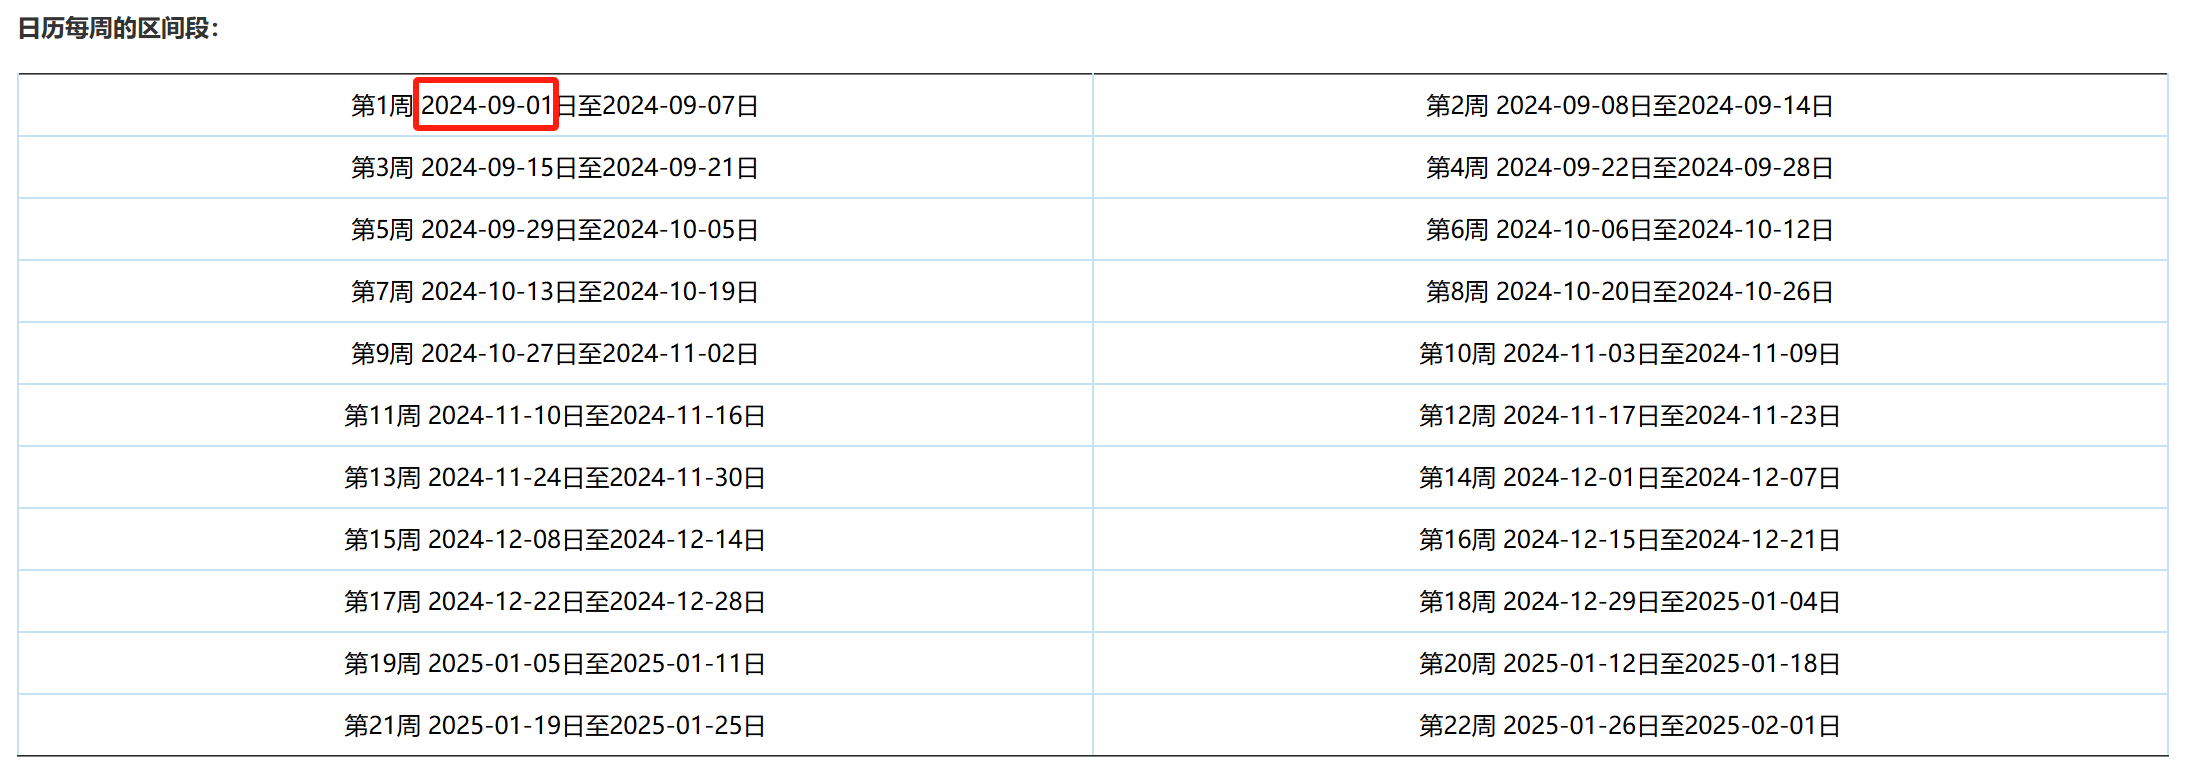 日历每周的区间段：
第1周 2024-09-01日至2024-09-07日
第2周 2024-09-08日至2024-09-14日
第3周 2024-09-15日至2024-09-21日
第4周 2024-09-22日至2024-09-28日
第5周 2024-09-29日至2024-10-05日
第6周 2024-10-06日至2024-10-12日
第7周 2024-10-13日至2024-10-19日
第8周 2024-10-20日至2024-10-26日
第9周 2024-10-27日至2024-11-02日
第10周 2024-11-03日至2024-11-09日
第11周 2024-11-10日至2024-11-16日
第12周 2024-11-17日至2024-11-23日
第13周 2024-11-24日至2024-11-30日
第14周 2024-12-01日至2024-12-07日
第15周 2024-12-08日至2024-12-14日
第16周 2024-12-15日至2024-12-21日
第17周 2024-12-22日至2024-12-28日
第18周 2024-12-29日至2025-01-04日
第19周 2025-01-05日至2025-01-11日
第20周 2025-01-12日至2025-01-18日
第21周 2025-01-19日至2025-01-25日
第22周 2025-01-26日至2025-02-01日